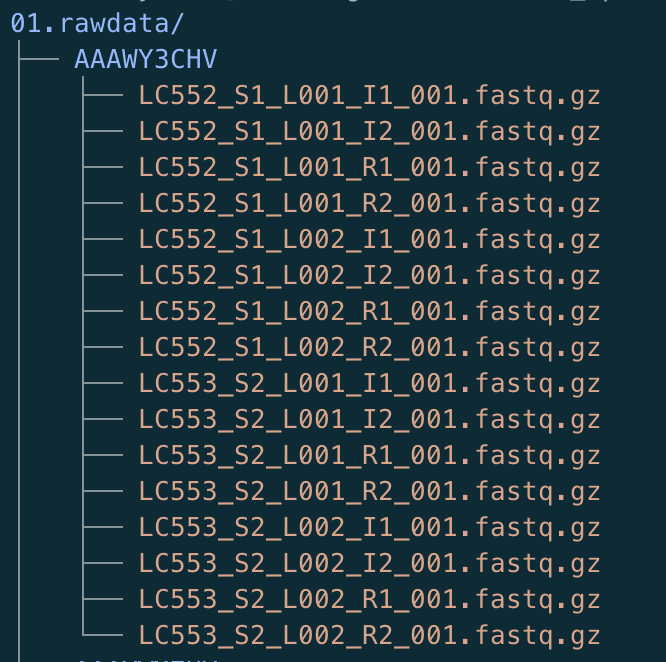 01.rawdata/
AAAWY3CHV
LC552_S1_L001_I1_001.fastq.gz
LC552_S1_L001_I2_001.fastq.gz
LC552_S1_L001_R1_001.fastq.gz
LC552_S1_L001_R2_001.fastq.gz
LC552_S1_L002_I1_001.fastq.gz
LC552_S1_L002_I2_001.fastq.gz
LC552_S1_L002_R1_001.fastq.gz
LC552_S1_L002_R2_001.fastq.gz
LC553_S2_L001_I1_001.fastq.gz
LC553_S2_L001_I2_001.fastq.gz
LC553_S2_L001_R1_001.fastq.gz
LC553_S2_L001_R2_001.fastq.gz
LC553_S2_L002_I1_001.fastq.gz
LC553_S2_L002_I2_001.fastq.gz
LC553_S2_L002_R1_001.fastq.gz
LC553_S2_L002_R2_001.fastq.gz